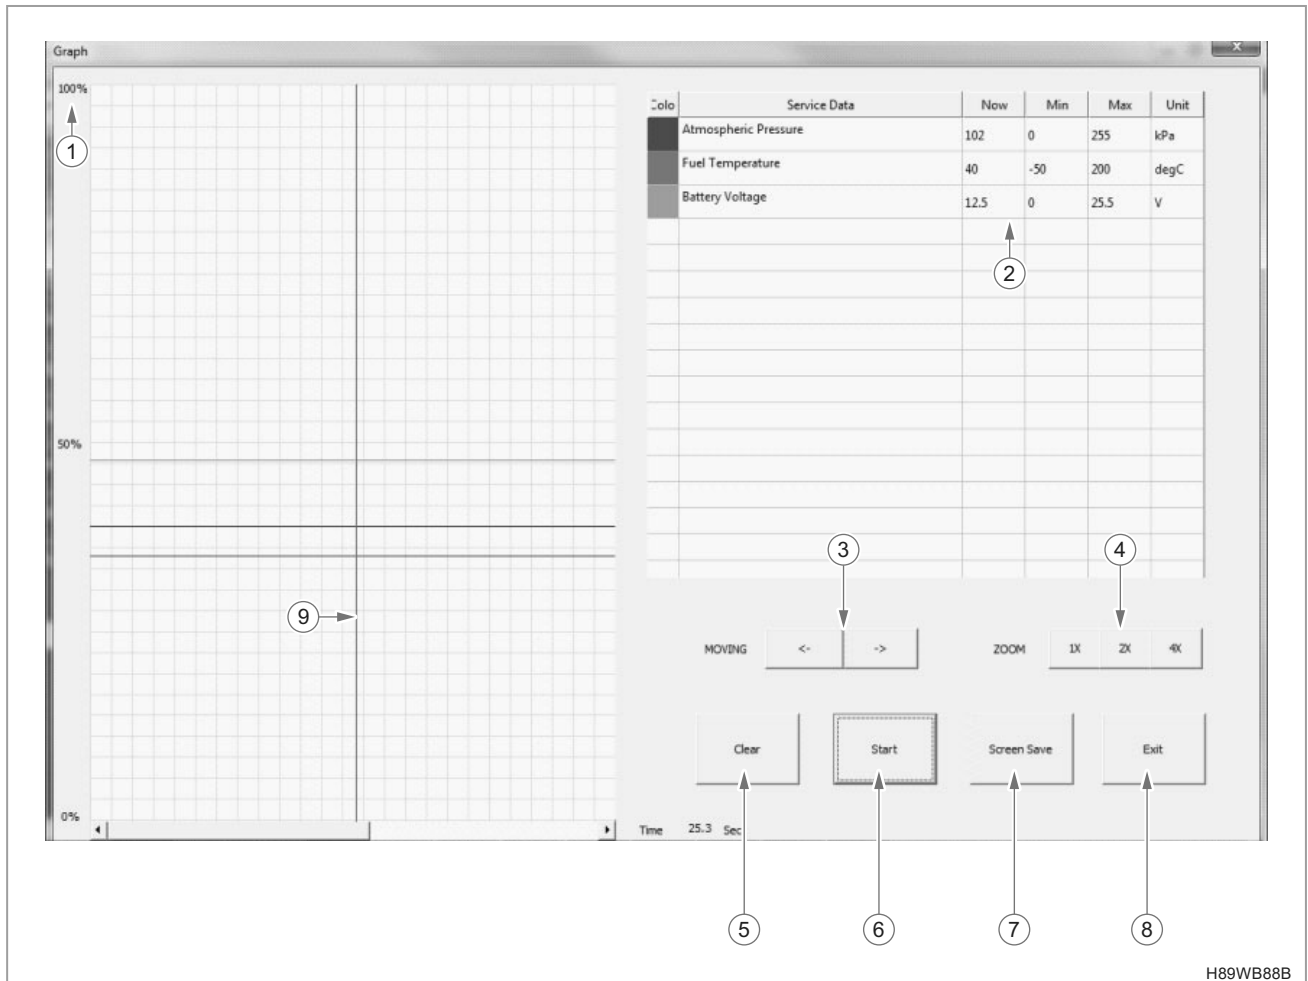 Graph
x
100%
1
Colo Service Data Now Min Max Unit
Atmospheric Pressure 102 0 255 kPa
Fuel Temperature 40 -50 200 degC
Battery Voltage 12.5 0 25.5 V
2
50%
3 4
9
MOVING <- -> ZOOM 1X 2X 4X
Clear Start Screen Save Exit
0%
Time 25.3 Sec
5 6 7 8
H89WB88B